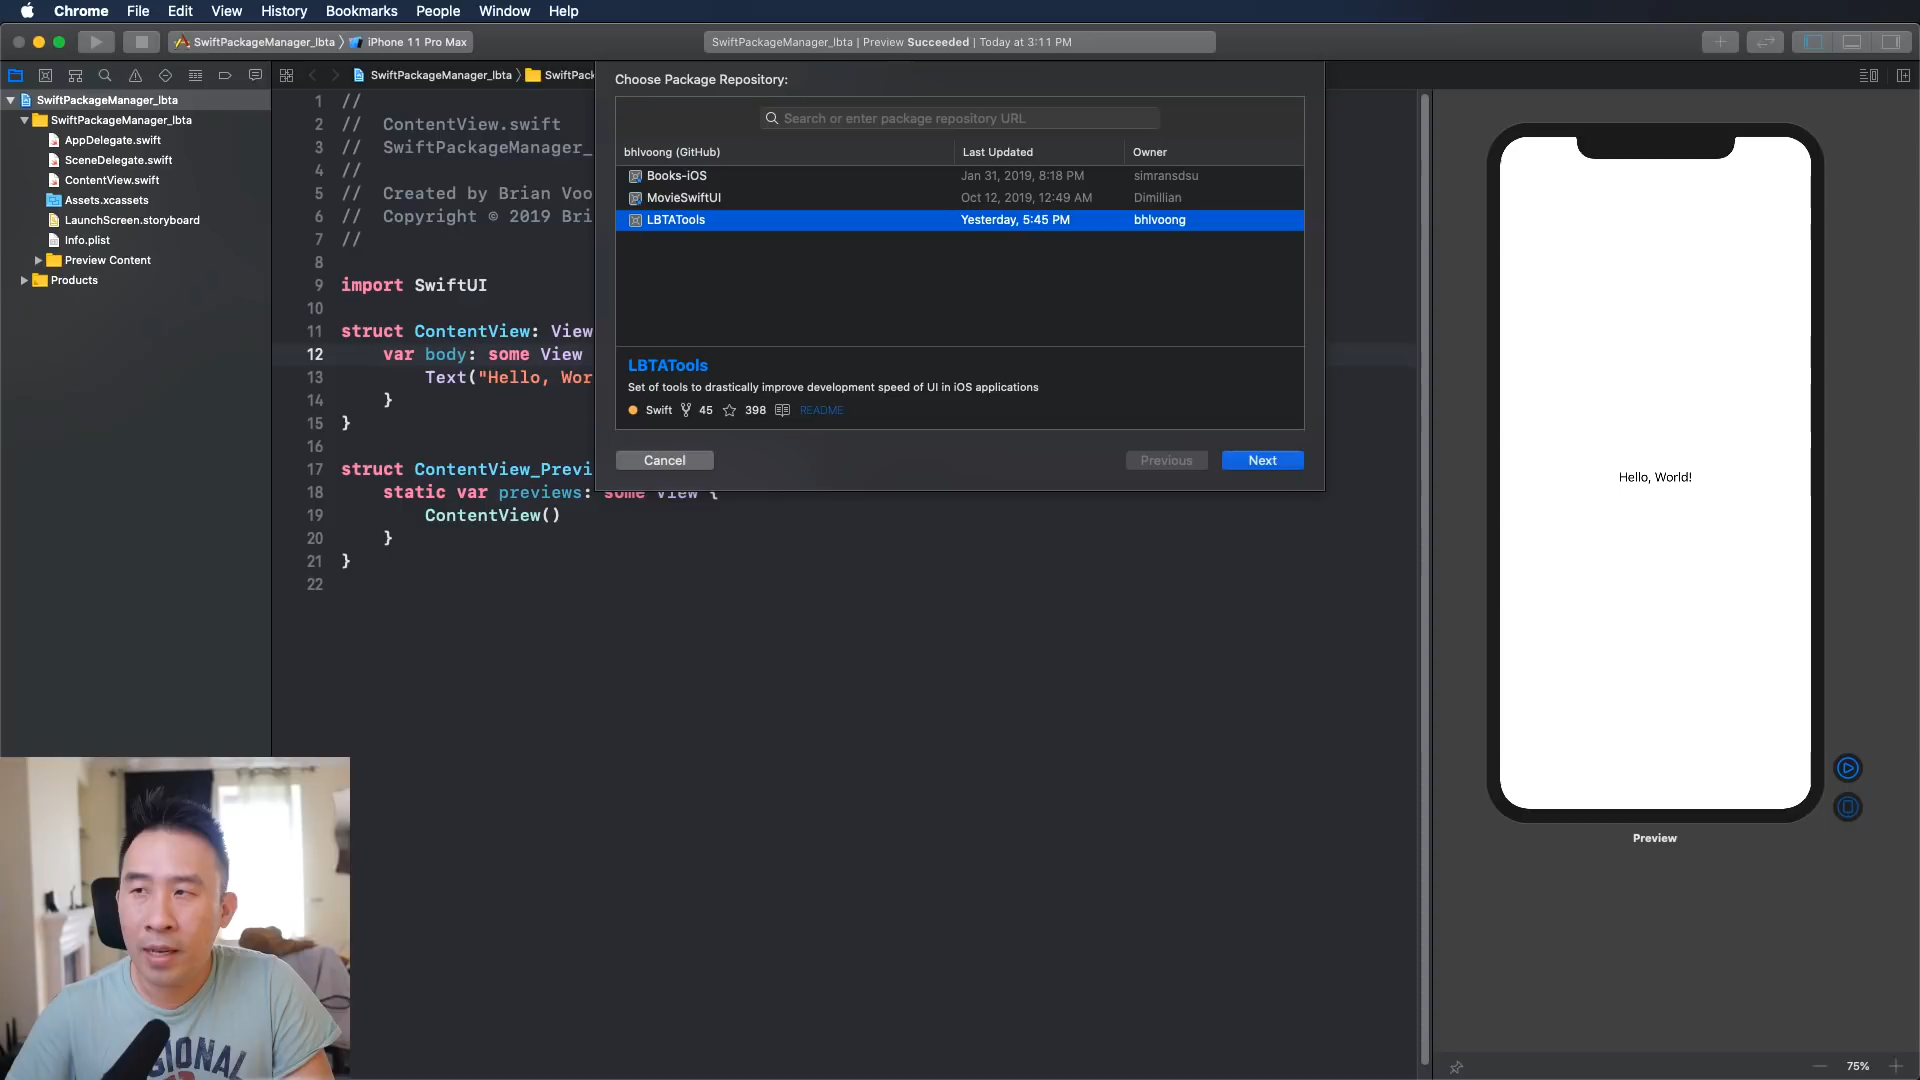 Chrome File Edit View History Bookmarks People Window Help
SwiftPackageManager_lbta iPhone 11 Pro Max
SwiftPackageManager_lbta | Preview Succeeded | Today at 3:11 PM
SwiftPackageManager_lbta
SwiftPackageManager_lbta
AppDelegate.swift
SceneDelegate.swift
ContentView.swift
Assets.xcassets
LaunchScreen.storyboard
Info.plist
Preview Content
Products
SwiftPackageManager_lbta SwiftPack
1 //
2 // ContentView.swift
3 // SwiftPackageManager_
4 //
5 // Created by Brian Voo
6 // Copyright © 2019 Bri
7 //
8
9 import SwiftUI
10
11 struct ContentView: View
12 var body: some View
13 Text("Hello, Wor
14 }
15 }
16
17 struct ContentView_Previ
18 static var previews: some View {
19 ContentView()
20 }
21 }
22
Choose Package Repository:
Search or enter package repository URL
bhlvoong (GitHub) Last Updated Owner
Books-iOS Jan 31, 2019, 8:18 PM simransdsu
MovieSwiftUI Oct 12, 2019, 12:49 AM Dimillian
LBTATools Yesterday, 5:45 PM bhlvoong
LBTATools
Set of tools to drastically improve development speed of UI in iOS applications
Swift 45 398 README
Cancel Previous Next
Hello, World!
Preview
75%
IONAL